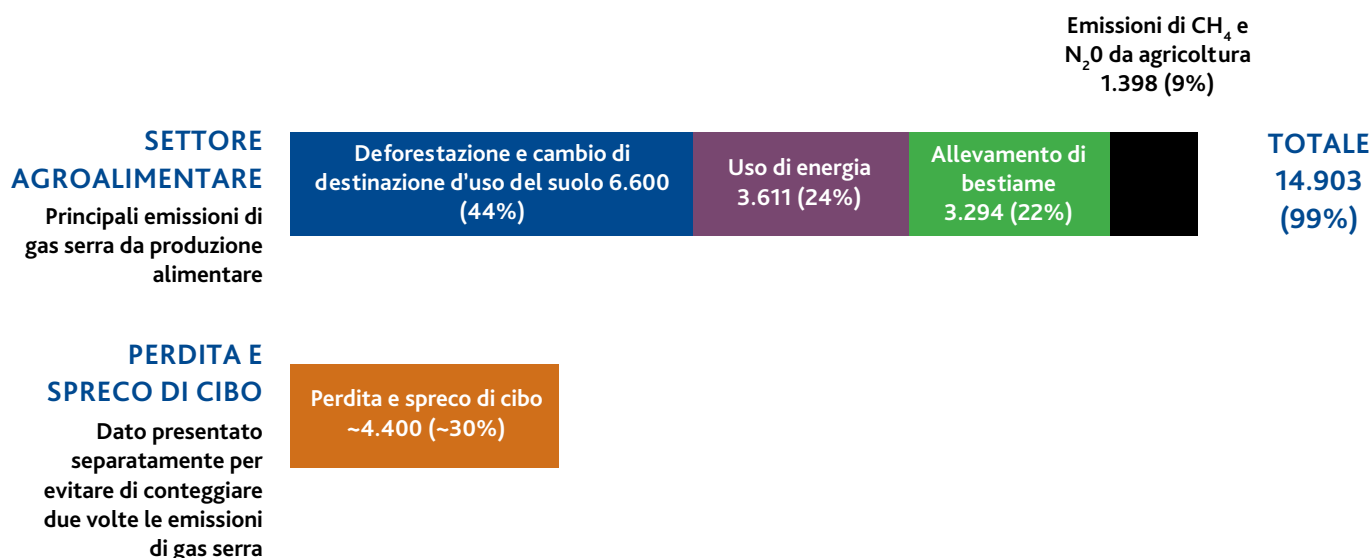 Emissioni di CH₄ e
N₂0 da agricoltura
1.398 (9%)
SETTORE
AGROALIMENTARE
Principali emissioni di
gas serra da produzione
alimentare
Deforestazione e cambio di
destinazione d'uso del suolo 6.600
(44%)
Uso di energia
3.611 (24%)
Allevamento di
bestiame
3.294 (22%)
TOTALE
14.903
(99%)
PERDITA E
SPRECO DI CIBO
Dato presentato
separatamente per
evitare di conteggiare
due volte le emissioni
di gas serra
Perdita e spreco di cibo
~4.400 (~30%)